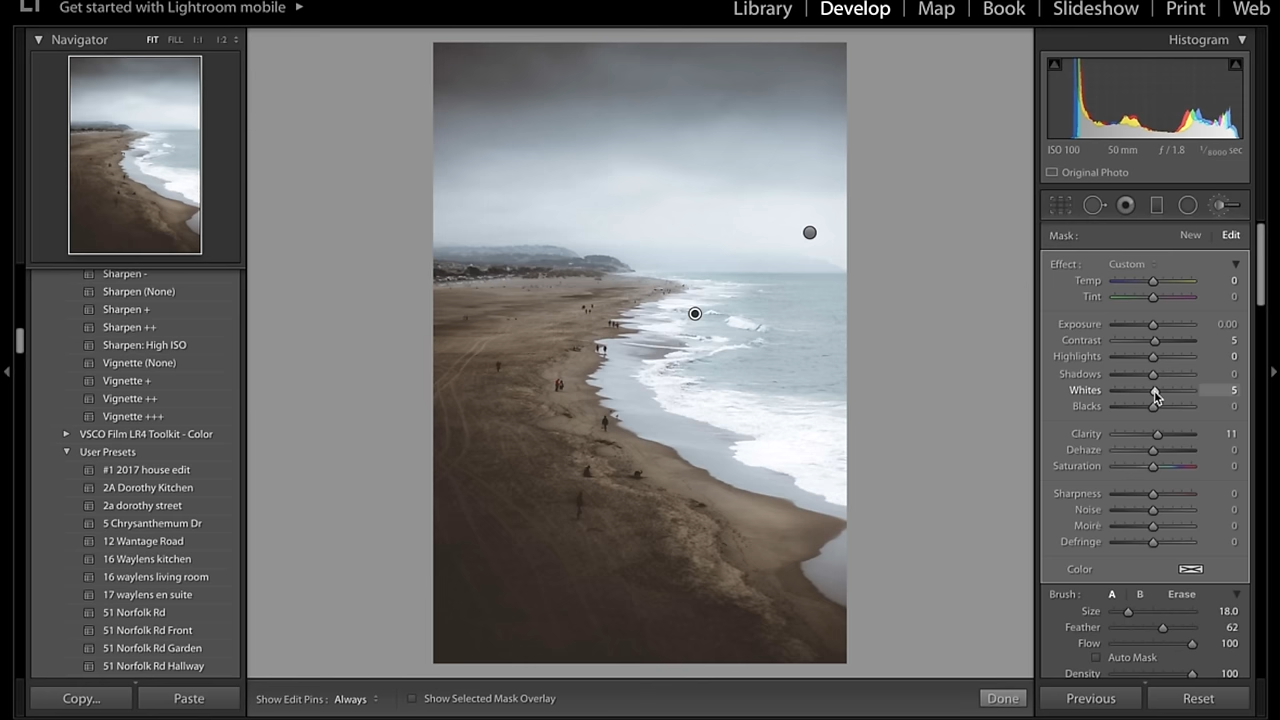 Get started with Lightroom mobile
Library | Develop | Map | Book | Slideshow | Print | Web
Navigator FIT FILL 1:1 1:2
Histogram
ISO 100 50 mm ƒ / 1.8 1/8000 sec
Original Photo
Mask : New Edit
Effect : Custom
Temp 0
Tint 0
Exposure 0.00
Contrast 5
Highlights 0
Shadows 0
Whites 5
Blacks 0
Clarity 11
Dehaze 0
Saturation 0
Sharpness 0
Noise 0
Moiré 0
Defringe 0
Color
Brush : A B Erase
Size 18.0
Feather 62
Flow 100
Auto Mask
Density 100
Previous Reset
Sharpen -
Sharpen (None)
Sharpen +
Sharpen ++
Sharpen: High ISO
Vignette (None)
Vignette +
Vignette ++
Vignette +++
VSCO Film LR4 Toolkit - Color
User Presets
#1 2017 house edit
2A Dorothy Kitchen
2a dorothy street
5 Chrysanthemum Dr
12 Wantage Road
16 Waylens kitchen
16 waylens living room
17 waylens en suite
51 Norfolk Rd
51 Norfolk Rd Front
51 Norfolk Rd Garden
51 Norfolk Rd Hallway
Copy... Paste
Show Edit Pins : Always Show Selected Mask Overlay Done